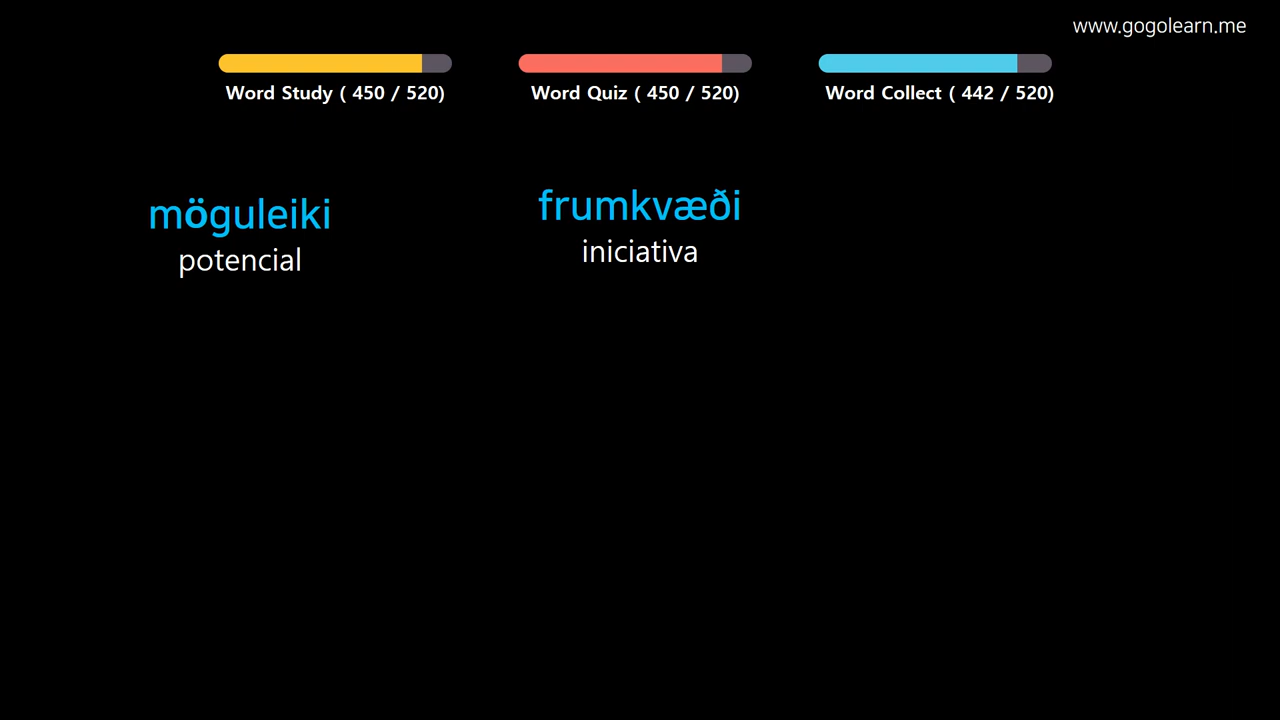 www.gogolearn.me
Word Study ( 450 / 520)
Word Quiz ( 450 / 520)
Word Collect ( 442 / 520)
möguleiki
potencial
frumkvæði
iniciativa